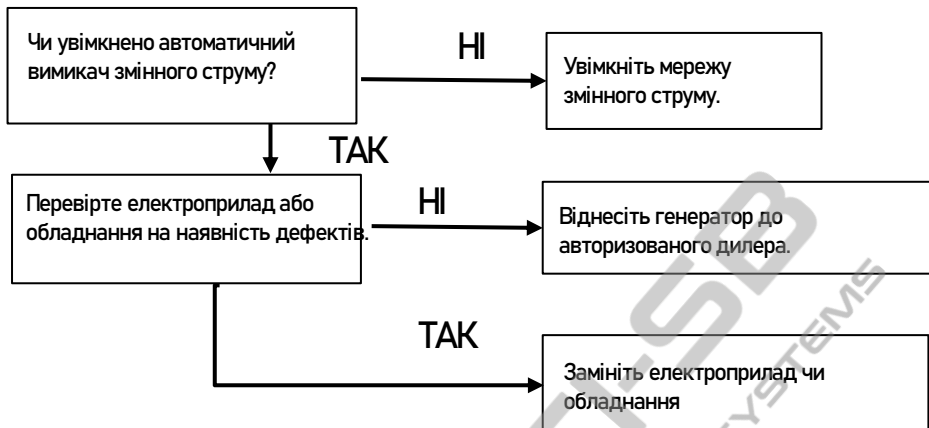 Чи увімкнено автоматичний
вимикач змінного струму?
НІ
Увімкніть мережу
змінного струму.
ТАК
Перевірте електроприлад або
обладнання на наявність дефектів.
НІ
Віднесіть генератор до
авторизованого дилера.
ТАК
Замініть електроприлад чи
обладнання